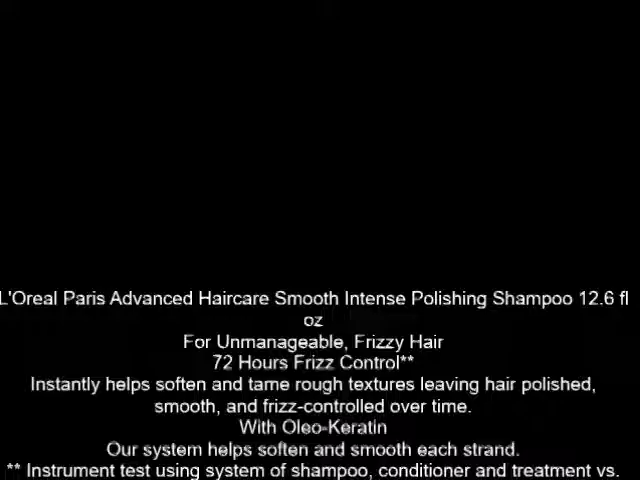 L'Oreal Paris Advanced Haircare Smooth Intense Polishing Shampoo 12.6 fl
oz
For Unmanageable, Frizzy Hair
72 Hours Frizz Control**
Instantly helps soften and tame rough textures leaving hair polished,
smooth, and frizz-controlled over time.
With Oleo-Keratin
Our system helps soften and smooth each strand.
** Instrument test using system of shampoo, conditioner and treatment vs.